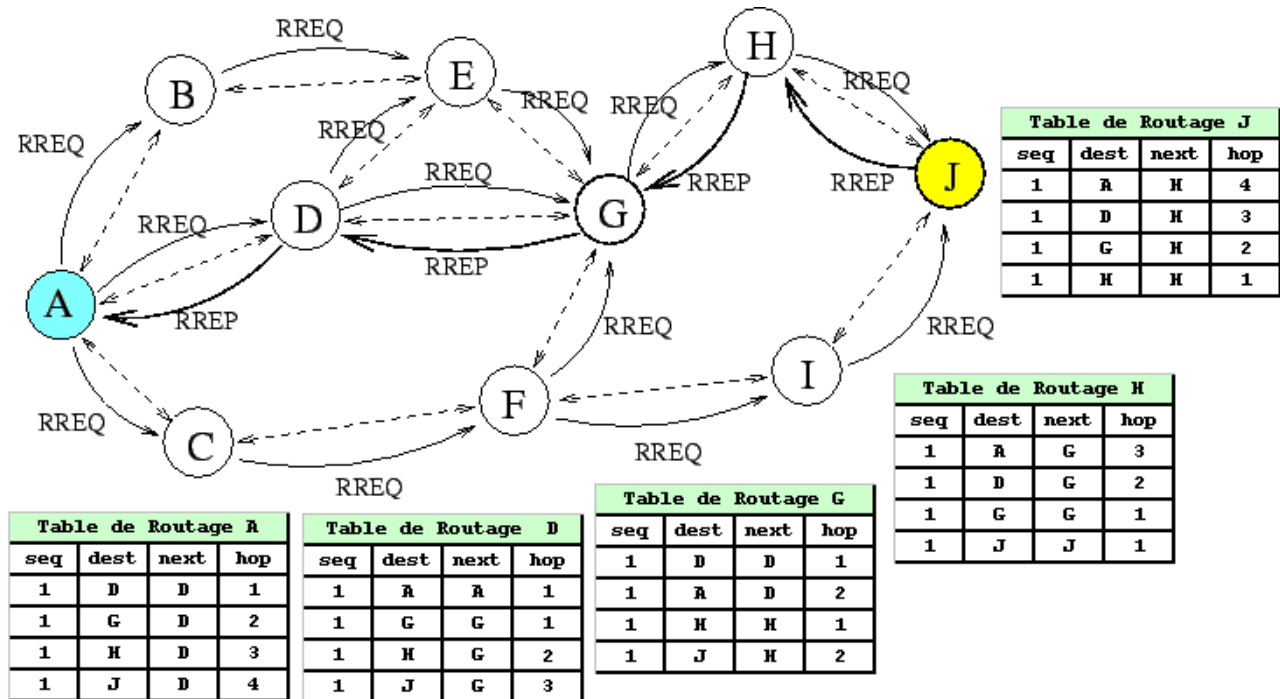 RREQ
H
B
E
RREQ
RREQ
RREQ
RREQ
RREQ
RREQ
D
RREQ
RREQ
RREP
RREP
J
G
RREQ
RREP
A
RREP
RREQ
RREQ
I
F
RREQ
C
RREQ
RREQ
Table de Routage J
seq dest next hop
1 A H 4
1 D H 3
1 G H 2
1 H H 1
Table de Routage H
seq dest next hop
1 A G 3
1 D G 2
1 G G 1
1 J J 1
Table de Routage G
seq dest next hop
1 D D 1
1 A D 2
1 H H 1
1 J H 2
Table de Routage A
seq dest next hop
1 D D 1
1 G D 2
1 H D 3
1 J D 4
Table de Routage D
seq dest next hop
1 A A 1
1 G G 1
1 H G 2
1 J G 3